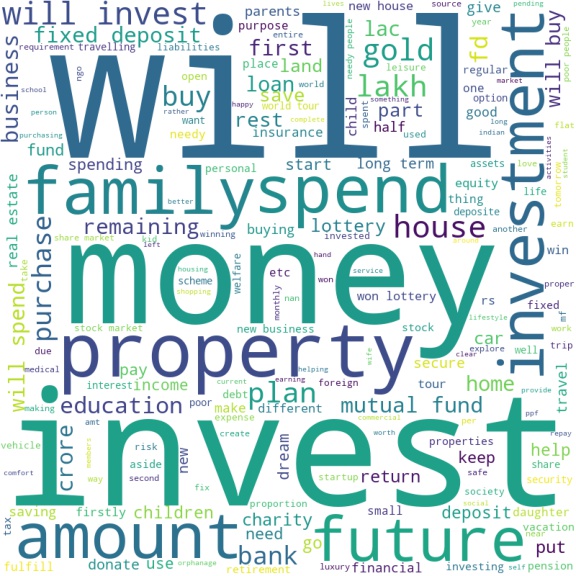 will invest
parents
entire
lives
new house
source
give
year
pending
fixed deposit
purpose
requirement
travelling
liabilities
first
lac
gold
fd
needy people
poor people
business
ngo
open
place
land
leisure
regular
market
will
school
loan
world
lakh
one
option
will buy
buy
person
rather
happy
world tour
save
child
something
purchasing
want
complete
rest
spent
part
good
indian
long
flat
fund
needy
insurance
half
used
tomorrow
activities
love
student
spending
personal
start
long term
assets
investment
real estate
family
spend
better
equity
thing
deposite
life
earn
remaining
buying
lottery
house
another
share market
kid
winning
invested
around
win
proper
take
left
hand
money
purchase
housing
scheme
welfare
monthly
etc
won
service
won lottery
rs
fixed
mf
work
shopping
nan
lifestyle
explore
well
trip
will spend
stock market
new business
stock
car
due
property
helping
wife
clear
secure
travel
medical
pay
debt
current
earning
foreign
tour
home
provide
interest
income
plan
making
education
poor
make
different
mutual fund
properties
help
vehicle
amt
members
expense
commercial
per
ppf
repay
crore
risk
create
worth
share
comfort
way
aside
new
dream
startup
return
keep
safe
security
second
fix
proportion
invest
saving
firstly
children
small
society
social
daughter
tax
charity
deposit
vacation
amount
need
go
future
put
donate
use
bank
fulfill
retirement
orphanage
luxury
financial
investing
self
pension